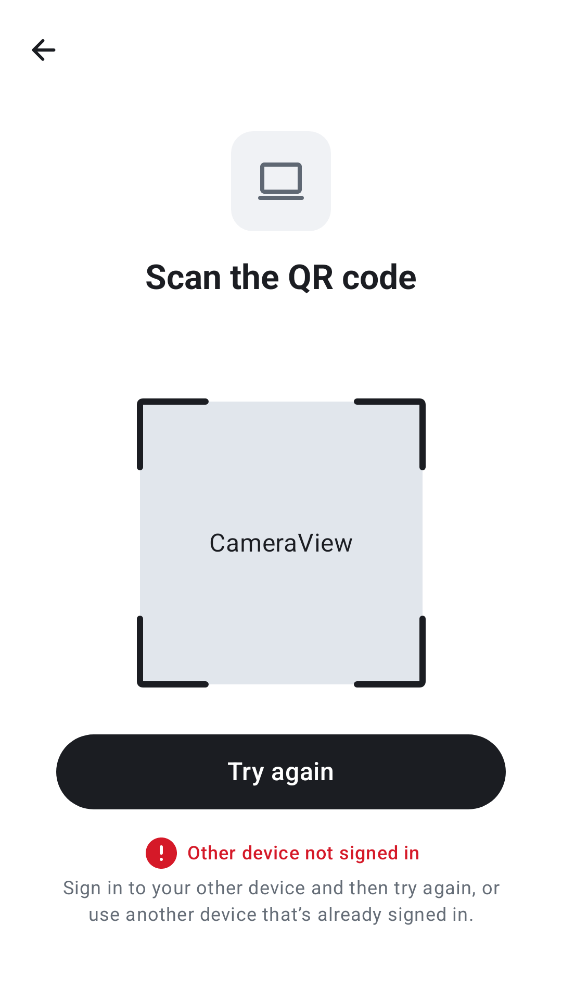 Scan the QR code
CameraView
Try again
Other device not signed in
Sign in to your other device and then try again, or
use another device that’s already signed in.